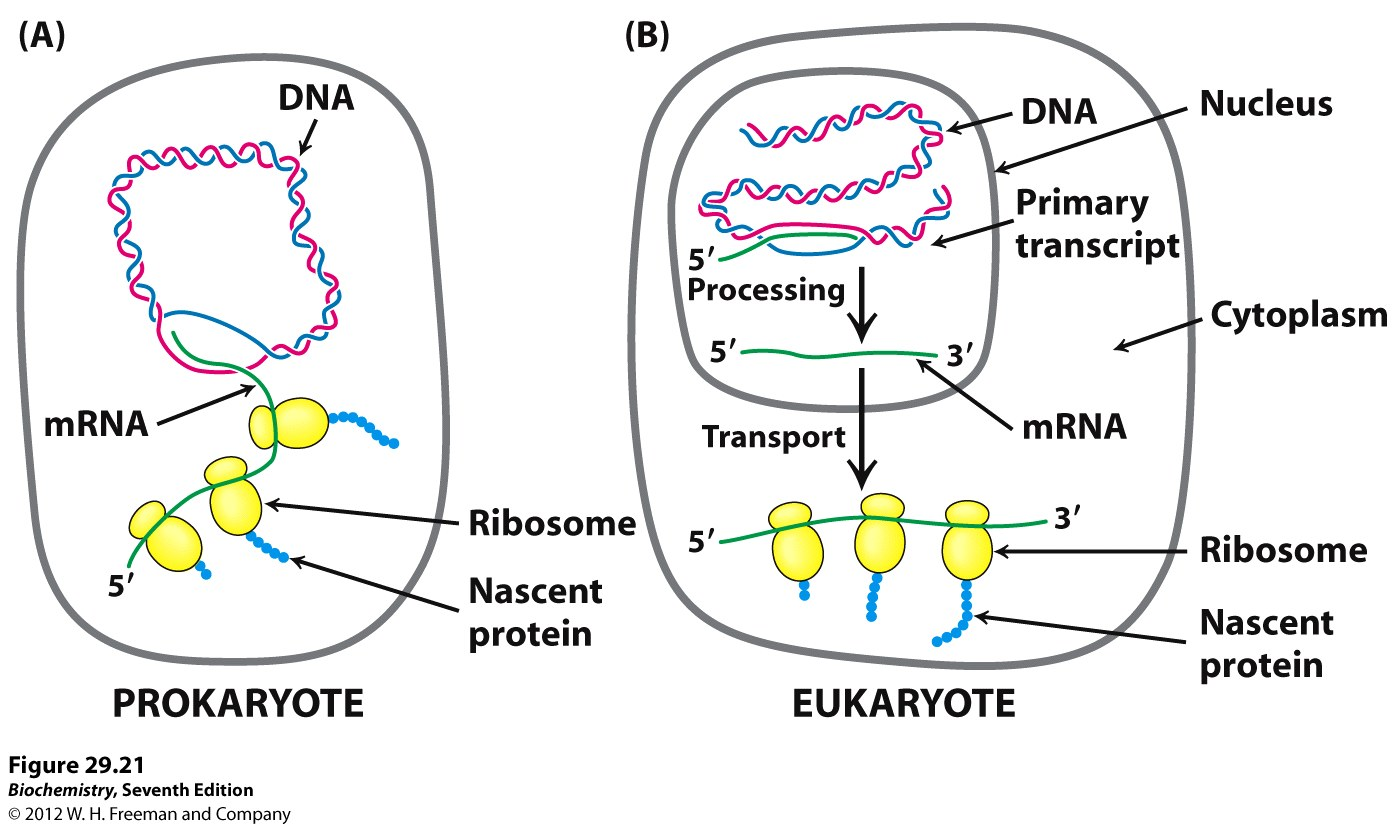 (A)
DNA
mRNA
Ribosome
Nascent
protein
5′
PROKARYOTE
(B)
DNA
Nucleus
Primary
transcript
5′
Processing
Cytoplasm
5′
3′
mRNA
Transport
5′
3′
Ribosome
Nascent
protein
EUKARYOTE
Figure 29.21
Biochemistry, Seventh Edition
© 2012 W. H. Freeman and Company